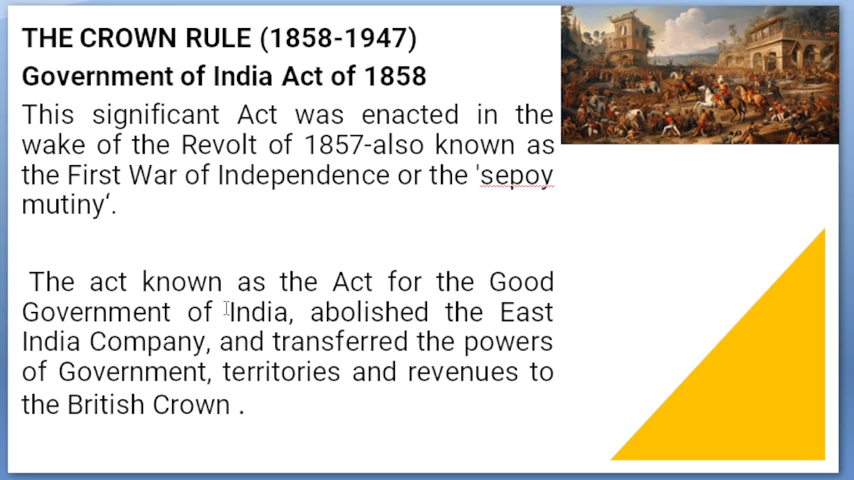 THE CROWN RULE (1858-1947)
Government of India Act of 1858
This significant Act was enacted in the
wake of the Revolt of 1857-also known as
the First War of Independence or the 'sepoy
mutiny‘.
The act known as the Act for the Good
Government of India, abolished the East
India Company, and transferred the powers
of Government, territories and revenues to
the British Crown .